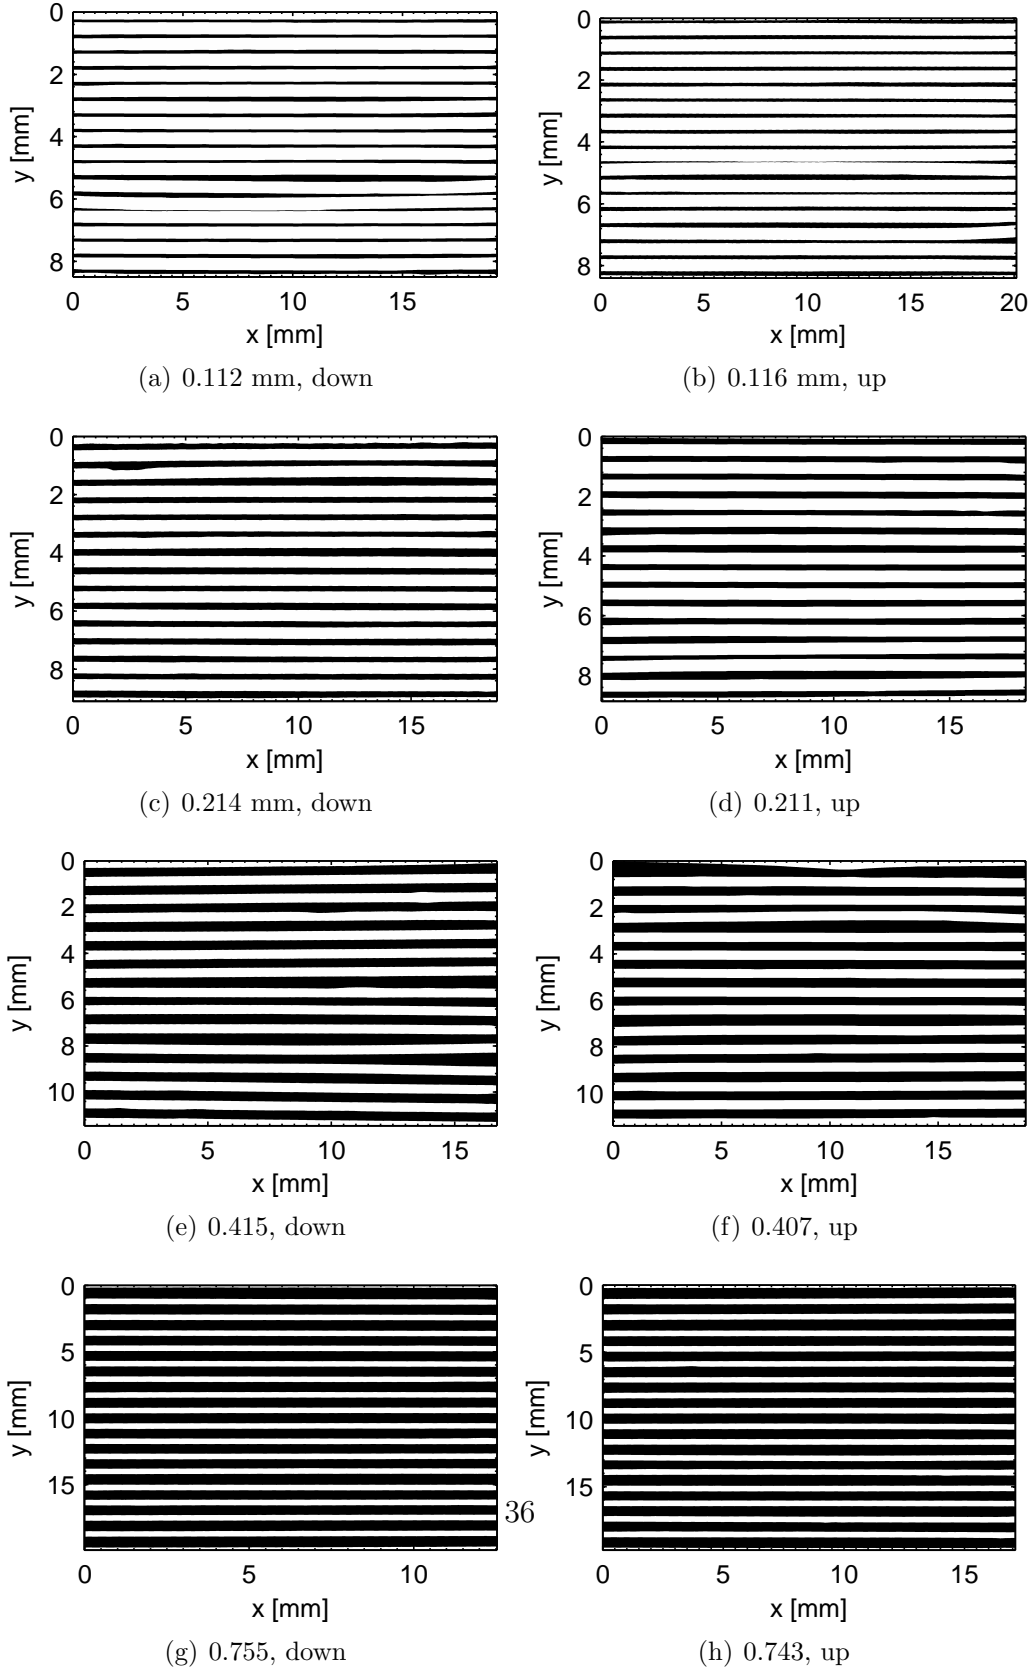 0
2
4
6
8
y [mm]
0 5 10 15
x [mm]
(a) 0.112 mm, down
0
2
4
6
8
y [mm]
0 5 10 15 20
x [mm]
(b) 0.116 mm, up
0
2
4
6
8
y [mm]
0 5 10 15
x [mm]
(c) 0.214 mm, down
0
2
4
6
8
y [mm]
0 5 10 15
x [mm]
(d) 0.211, up
0
2
4
6
8
10
y [mm]
0 5 10 15
x [mm]
(e) 0.415, down
0
2
4
6
8
10
y [mm]
0 5 10 15
x [mm]
(f) 0.407, up
0
5
10
15
y [mm]
0 5 10
x [mm]
(g) 0.755, down
36
0
5
10
15
y [mm]
0 5 10 15
x [mm]
(h) 0.743, up